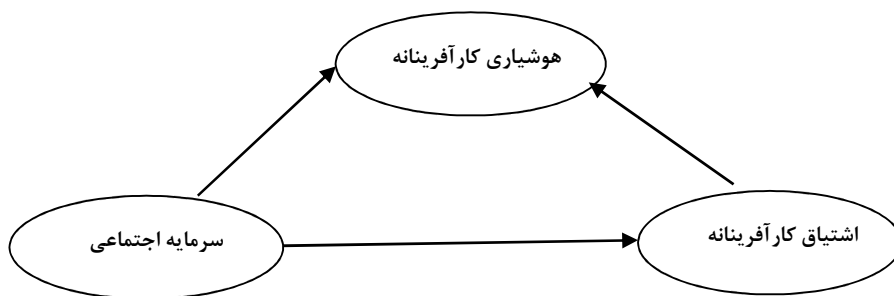 هوشیاری کارآفرینانه
اشتیاق کارآفرینانه
سرمایه اجتماعی